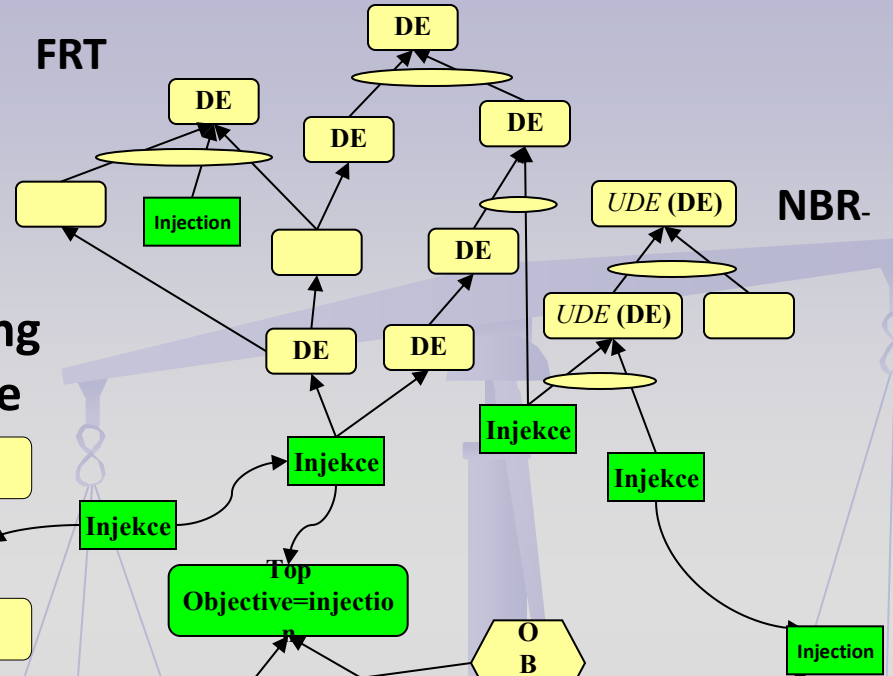 DE
FRT
DE
DE
DE
UDE (DE)
NBR-
Injection
DE
UDE (DE)
ng
DE
DE
e
Injekce
Injekce
Injekce
Injekce
Top
Objective=injectio
n
O
B
Injection